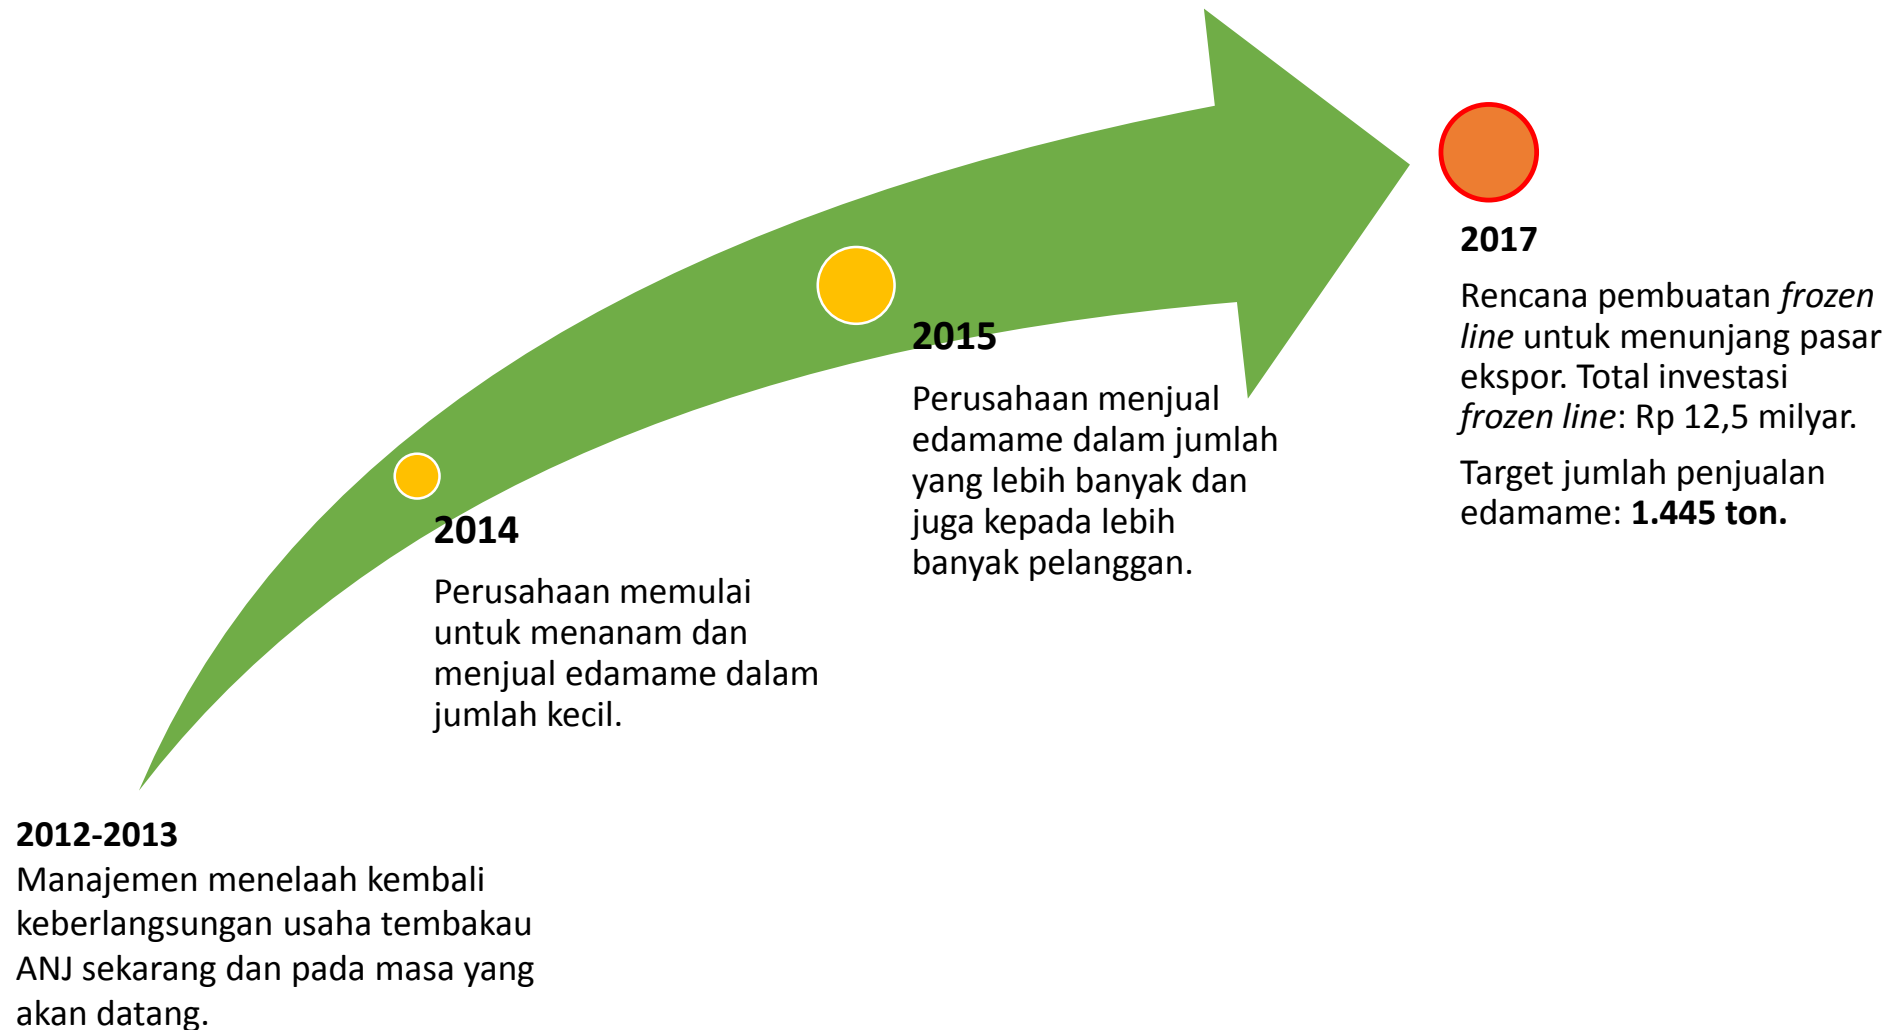 2012-2013
Manajemen menelaah kembali
keberlangsungan usaha tembakau
ANJ sekarang dan pada masa yang
akan datang.
2014
Perusahaan memulai
untuk menanam dan
menjual edamame dalam
jumlah kecil.
2015
Perusahaan menjual
edamame dalam jumlah
yang lebih banyak dan
juga kepada lebih
banyak pelanggan.
2017
Rencana pembuatan frozen
line untuk menunjang pasar
ekspor. Total investasi
frozen line: Rp 12,5 milyar.
Target jumlah penjualan
edamame: 1.445 ton.